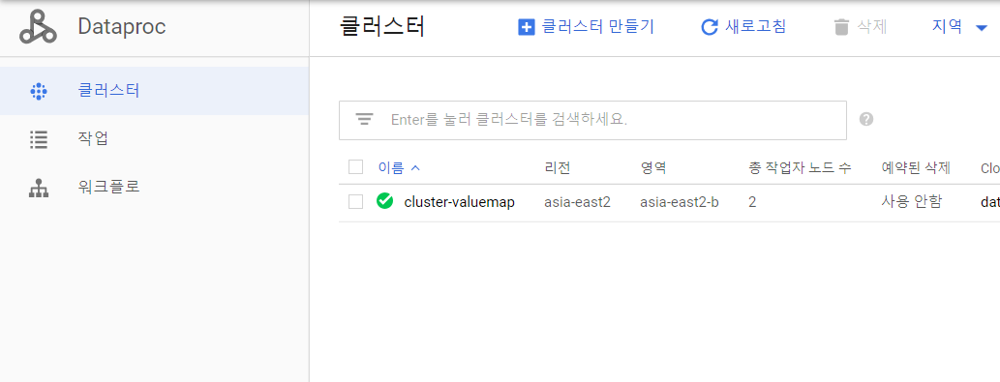 Dataproc
클러스터 클러스터 만들기 새로고침 삭제 지역
클러스터
작업
워크플로
Enter를 눌러 클러스터를 검색하세요.
이름 리전 영역 총 작업자 노드 수 예약된 삭제 Clo
cluster-valuemap asia-east2 asia-east2-b 2 사용 안함 dat